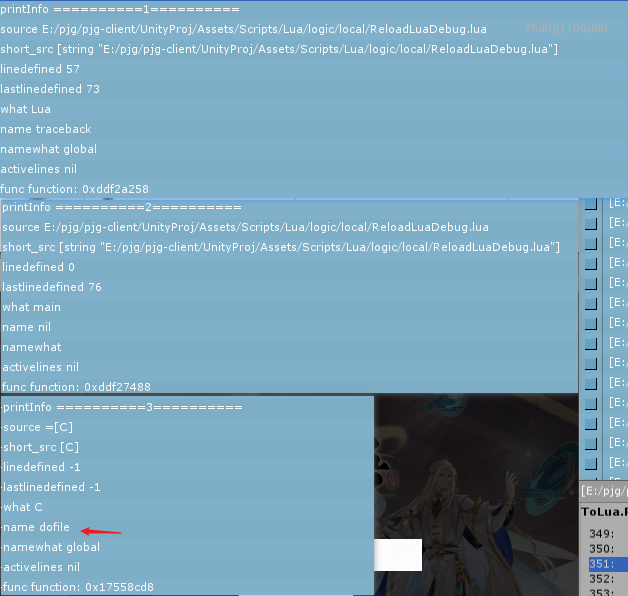 printInfo ==========1==========
source E:/pjg/pjg-client/UnityProj/Assets/Scripts/Lua/logic/local/ReloadLuaDebug.lua
zhangjiequan
short_src [string "E:/pjg/pjg-client/UnityProj/Assets/Scripts/Lua/logic/local/ReloadLuaDebug.lua"]
linedefined 57
lastlinedefined 73
what Lua
name traceback
namewhat global
activelines nil
func function: 0xddf2a258
printInfo ==========2==========
source E:/pjg/pjg-client/UnityProj/Assets/Scripts/Lua/logic/local/ReloadLuaDebug.lua
short_src [string "E:/pjg/pjg-client/UnityProj/Assets/Scripts/Lua/logic/local/ReloadLuaDebug.lua"]
linedefined 0
lastlinedefined 76
what main
name nil
namewhat
activelines nil
func function: 0xddf27488
printInfo ==========3==========
source =[C]
short_src [C]
linedefined -1
lastlinedefined -1
what C
name dofile
namewhat global
activelines nil
func function: 0x17558cd8
[E:/
[E:/
[E:/
[E:/
[E:/
[E:/
[E:/
[E:/
[E:/
[E:/
[E:/
[E:/
[E:/
[E:/
[E:/pjg/p
ToLua.
349:
350:
351:
352:
353: